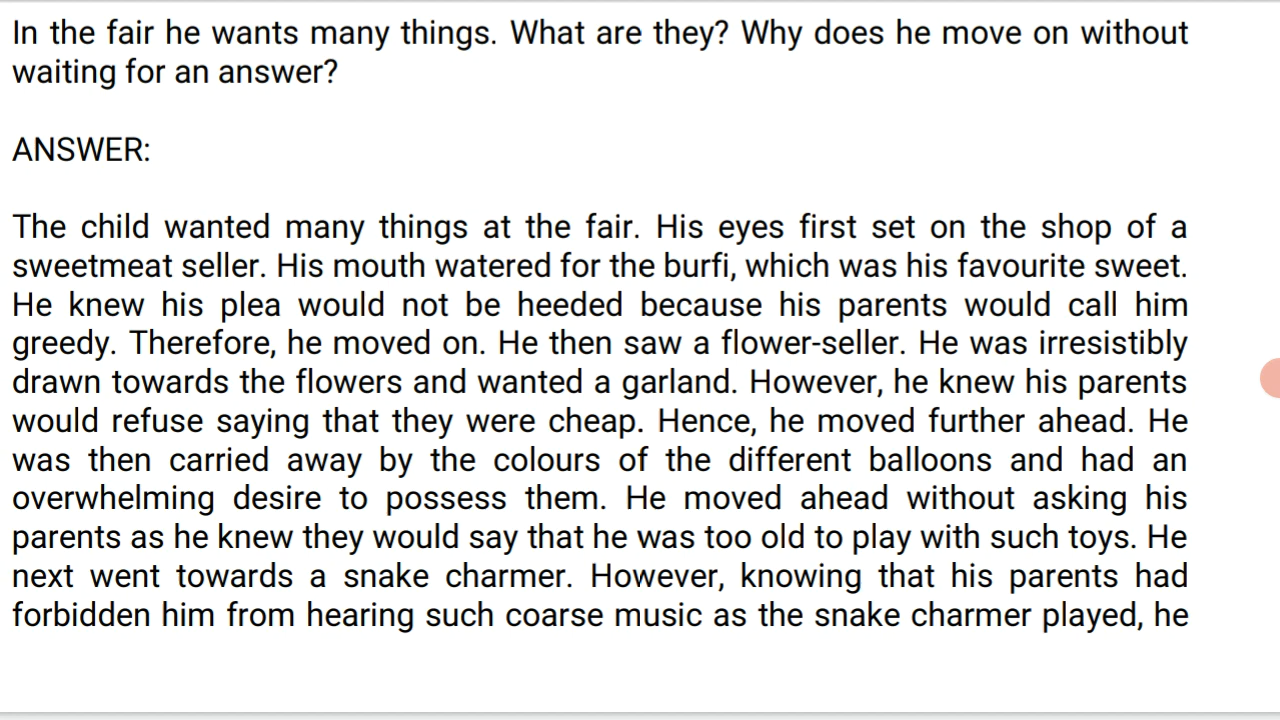 In the fair he wants many things. What are they? Why does he move on without
waiting for an answer?
ANSWER:
The child wanted many things at the fair. His eyes first set on the shop of a
sweetmeat seller. His mouth watered for the burfi, which was his favourite sweet.
He knew his plea would not be heeded because his parents would call him
greedy. Therefore, he moved on. He then saw a flower-seller. He was irresistibly
drawn towards the flowers and wanted a garland. However, he knew his parents
would refuse saying that they were cheap. Hence, he moved further ahead. He
was then carried away by the colours of the different balloons and had an
overwhelming desire to possess them. He moved ahead without asking his
parents as he knew they would say that he was too old to play with such toys. He
next went towards a snake charmer. However, knowing that his parents had
forbidden him from hearing such coarse music as the snake charmer played, he